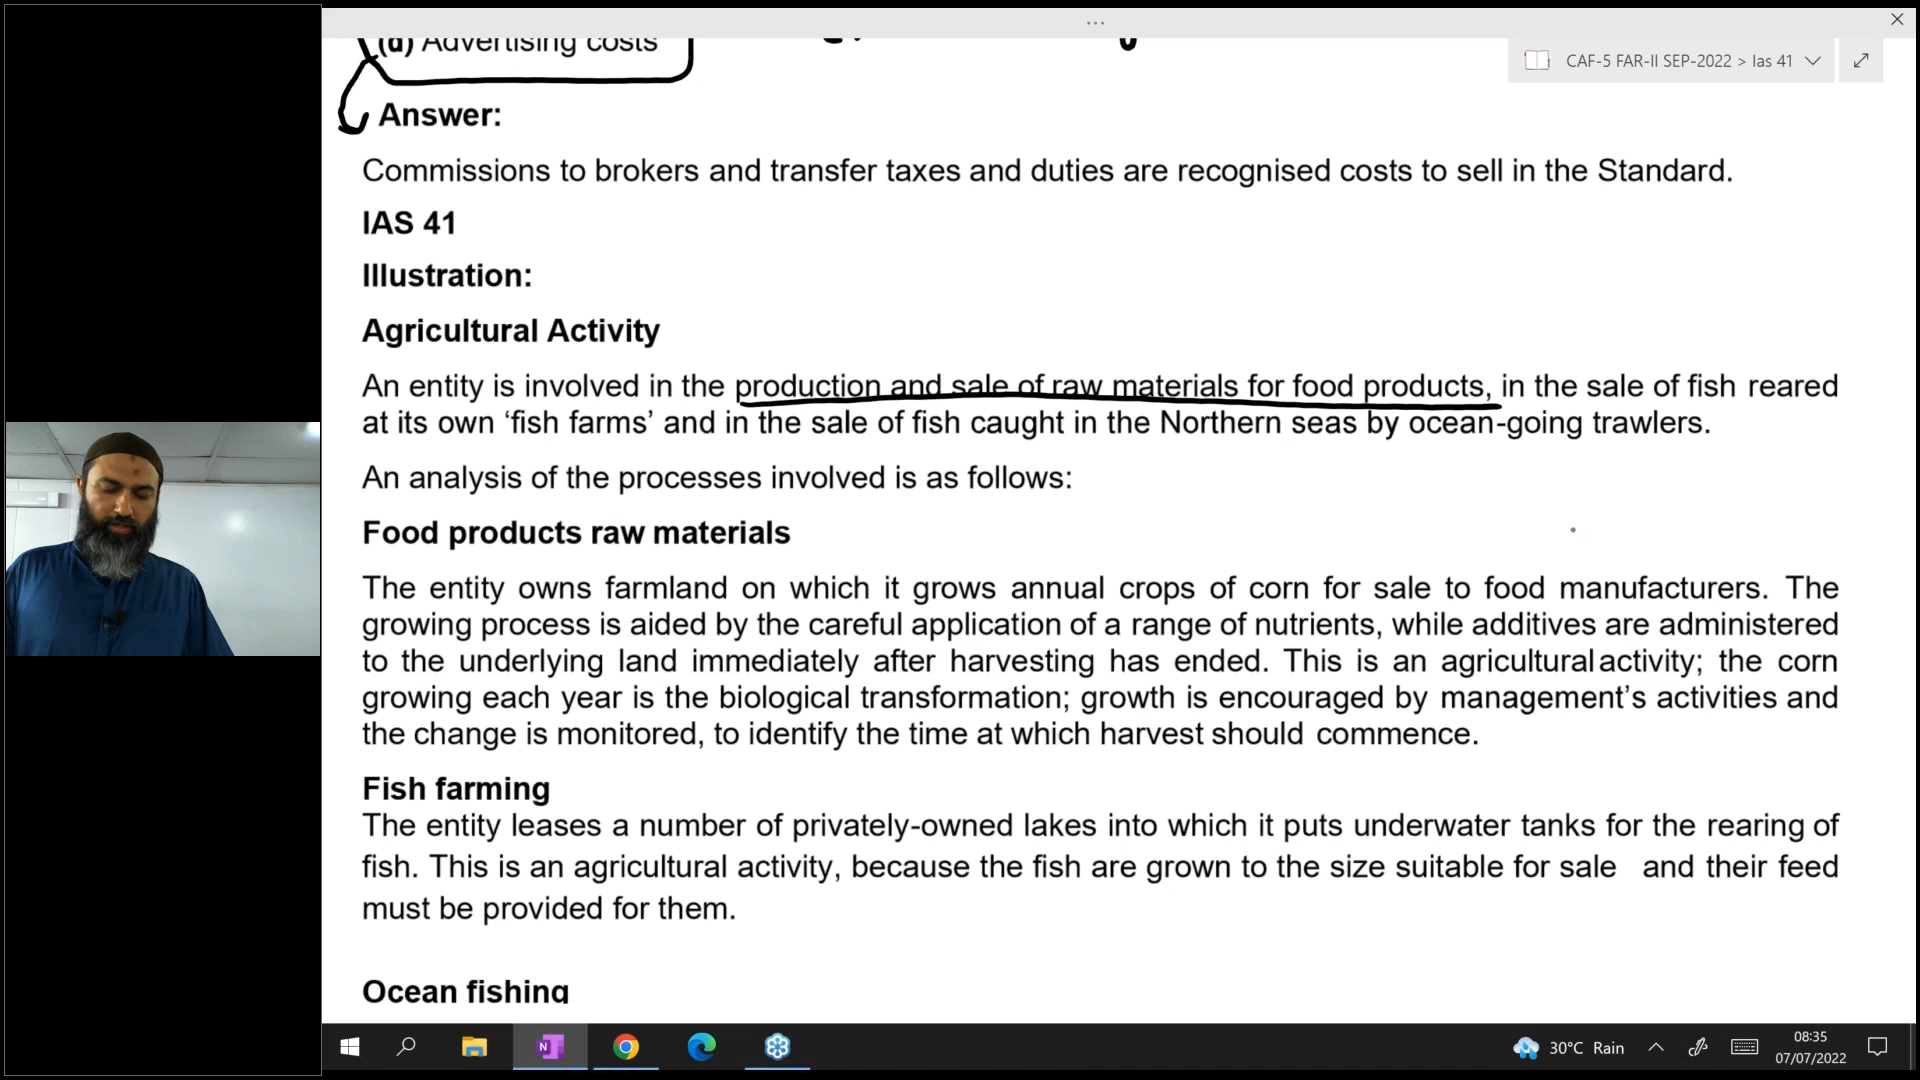 (d) Advertising costs
CAF-5 FAR-II SEP-2022 > Ias 41
Answer:
Commissions to brokers and transfer taxes and duties are recognised costs to sell in the Standard.
IAS 41
Illustration:
Agricultural Activity
An entity is involved in the production and sale of raw materials for food products, in the sale of fish reared
at its own ‘fish farms’ and in the sale of fish caught in the Northern seas by ocean-going trawlers.
An analysis of the processes involved is as follows:
Food products raw materials
The entity owns farmland on which it grows annual crops of corn for sale to food manufacturers. The
growing process is aided by the careful application of a range of nutrients, while additives are administered
to the underlying land immediately after harvesting has ended. This is an agricultural activity; the corn
growing each year is the biological transformation; growth is encouraged by management’s activities and
the change is monitored, to identify the time at which harvest should commence.
Fish farming
The entity leases a number of privately-owned lakes into which it puts underwater tanks for the rearing of
fish. This is an agricultural activity, because the fish are grown to the size suitable for sale and their feed
must be provided for them.
Ocean fishing
30°C Rain
08:35
07/07/2022